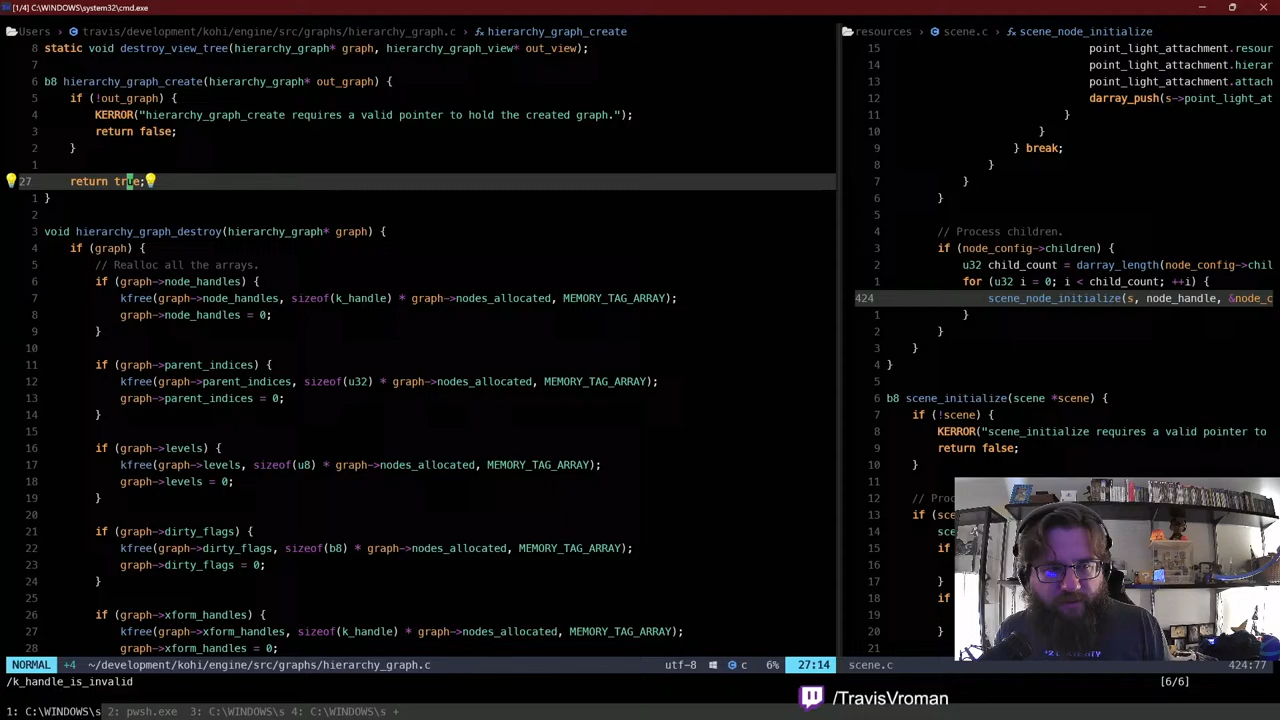 [1/4] C:\WINDOWS\system32\cmd.exe
Users > travis/development/kohi/engine/src/graphs/hierarchy_graph.c > hierarchy_graph_create
8 static void destroy_view_tree(hierarchy_graph* graph, hierarchy_graph_view* out_view);
7
6 b8 hierarchy_graph_create(hierarchy_graph* out_graph) {
5 if (!out_graph) {
4 KERROR("hierarchy_graph_create requires a valid pointer to hold the created graph.");
3 return false;
2 }
1
27 return true;
1 }
2
3 void hierarchy_graph_destroy(hierarchy_graph* graph) {
4 if (graph) {
5 // Realloc all the arrays.
6 if (graph->node_handles) {
7 kfree(graph->node_handles, sizeof(k_handle) * graph->nodes_allocated, MEMORY_TAG_ARRAY);
8 graph->node_handles = 0;
9 }
10
11 if (graph->parent_indices) {
12 kfree(graph->parent_indices, sizeof(u32) * graph->nodes_allocated, MEMORY_TAG_ARRAY);
13 graph->parent_indices = 0;
14 }
15
16 if (graph->levels) {
17 kfree(graph->levels, sizeof(u8) * graph->nodes_allocated, MEMORY_TAG_ARRAY);
18 graph->levels = 0;
19 }
20
21 if (graph->dirty_flags) {
22 kfree(graph->dirty_flags, sizeof(b8) * graph->nodes_allocated, MEMORY_TAG_ARRAY);
23 graph->dirty_flags = 0;
24 }
25
26 if (graph->xform_handles) {
27 kfree(graph->xform_handles, sizeof(k_handle) * graph->nodes_allocated, MEMORY_TAG_ARRAY);
28 graph->xform_handles = 0;
NORMAL +4 ~/development/kohi/engine/src/graphs/hierarchy_graph.c utf-8 c 6% 27:14
/k_handle_is_invalid
resources > scene.c > scene_node_initialize
15 point_light_attachment.resour
14 point_light_attachment.hierar
13 point_light_attachment.attach
12 darray_push(s->point_light_at
11 }
10 }
9 } break;
8 }
7 }
6 }
5
4 // Process children.
3 if (node_config->children) {
2 u32 child_count = darray_length(node_config->chil
1 for (u32 i = 0; i < child_count; ++i) {
424 scene_node_initialize(s, node_handle, &node_c
1 }
2 }
3 }
4 }
5
6 b8 scene_initialize(scene *scene) {
7 if (!scene) {
8 KERROR("scene_initialize requires a valid pointer to
9 return false;
10 }
11
12 // Pro
13 if (sce
14 sce
15 if
16
17 }
18 if
19
20 }
21
scene.c 424:77
[6/6]
/TravisVroman
1: C:\WINDOWS\s 2: pwsh.exe 3: C:\WINDOWS\s 4: C:\WINDOWS\s +